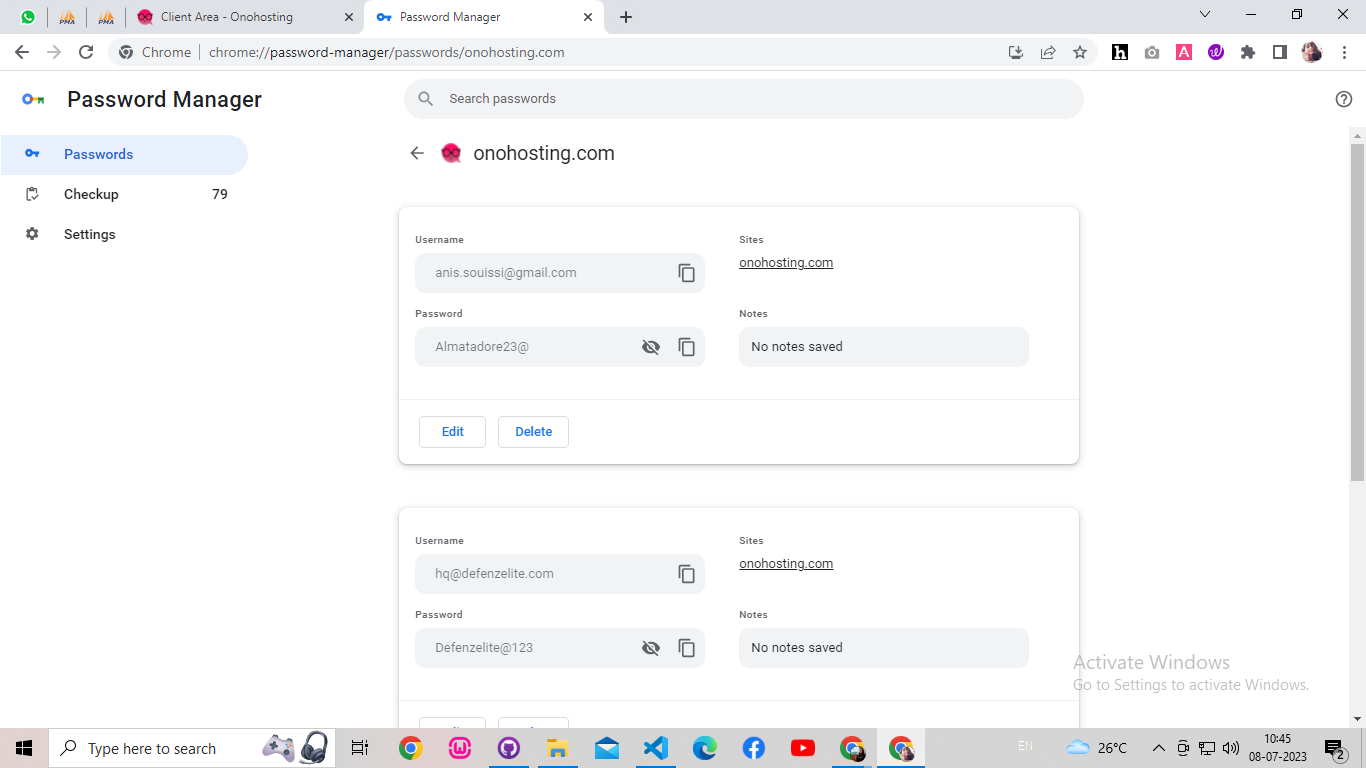 Client Area - Onohosting
Password Manager
Chrome
chrome://password-manager/passwords/onohosting.com
Password Manager
Search passwords
Passwords
Checkup 79
Settings
onohosting.com
Username
anis.souissi@gmail.com
Sites
onohosting.com
Password
Almatadore23@
Notes
No notes saved
Edit
Delete
Username
hq@defenzelite.com
Sites
onohosting.com
Password
Defenzelite@123
Notes
No notes saved
Activate Windows
Go to Settings to activate Windows.
Type here to search
EN
26°C
10:45
08-07-2023
2